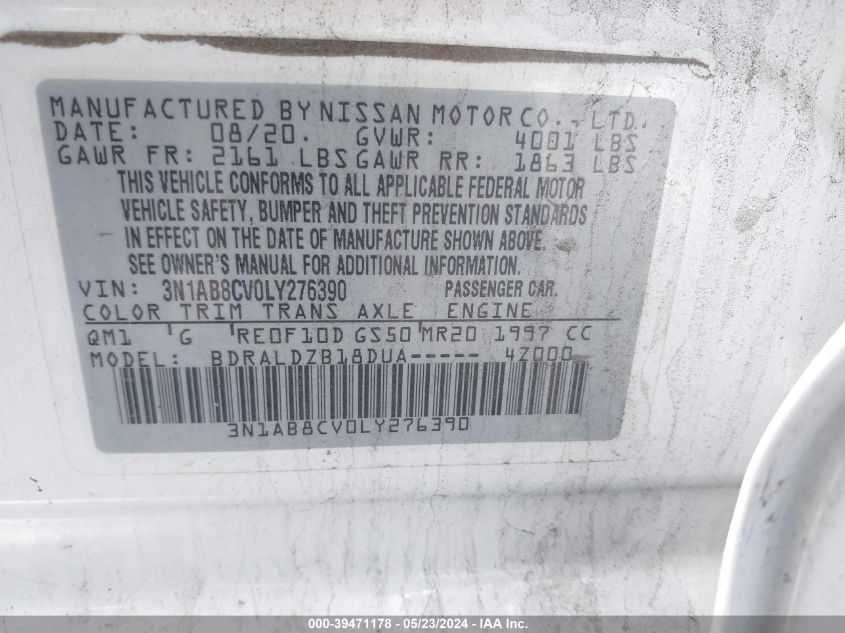 MANUFACTURED BY NISSAN MOTOR CO., LTD.
DATE: 08/20. GVWR: 4001 LBS
GAWR FR: 2161 LBS GAWR RR: 1863 LBS
THIS VEHICLE CONFORMS TO ALL APPLICABLE FEDERAL MOTOR
VEHICLE SAFETY, BUMPER AND THEFT PREVENTION STANDARDS
IN EFFECT ON THE DATE OF MANUFACTURE SHOWN ABOVE.
SEE OWNER'S MANUAL FOR ADDITIONAL INFORMATION.
VIN: 3N1AB8CV0LY276390 PASSENGER CAR.
COLOR TRIM TRANS AXLE ENGINE
QM1 G RE0F10D GS50 MR20 1997 CC
MODEL: BDRALDZB18DUA----- 4Z000
3N1AB8CV0LY276390
000-39471178 | 05/23/2024 | IAA Inc.